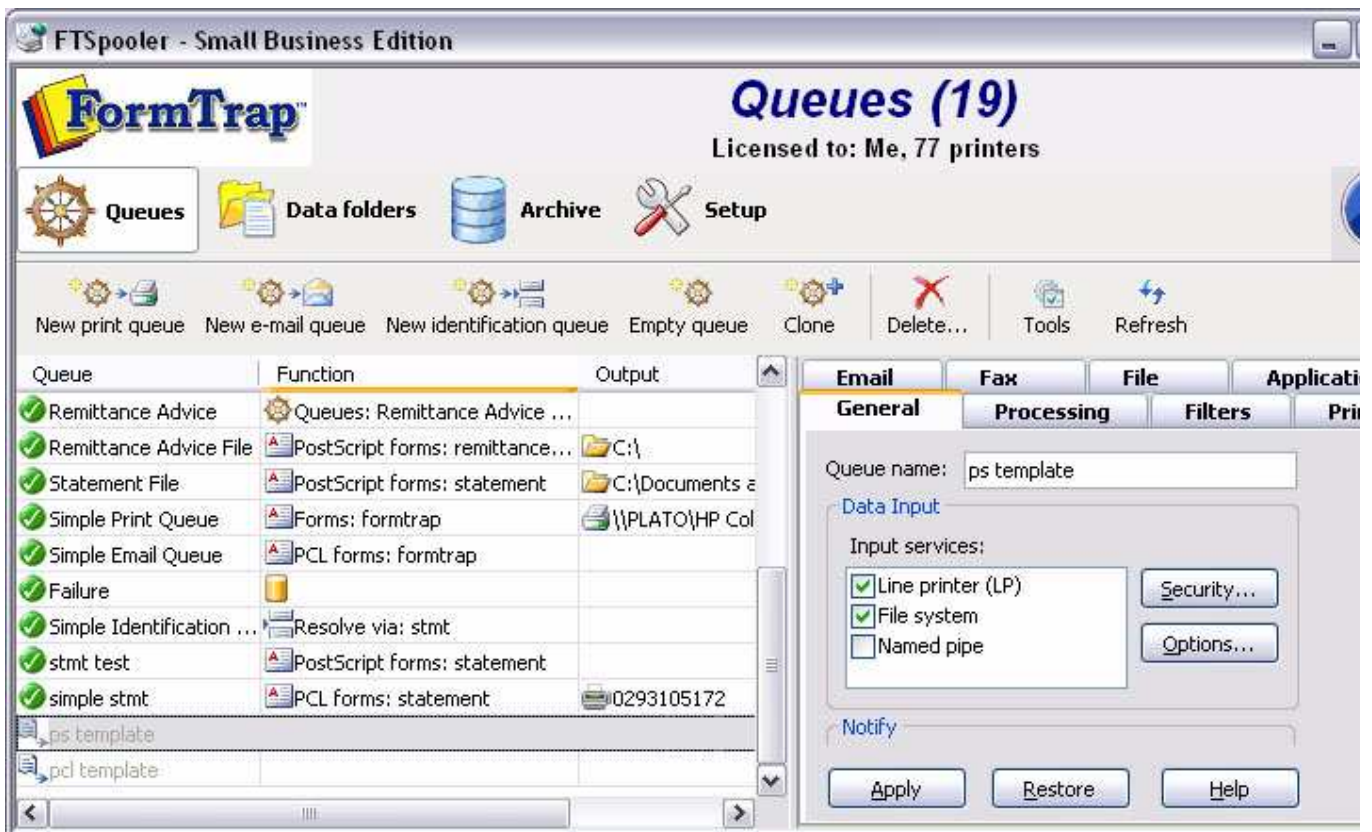 FTSpooler - Small Business Edition
FormTrap™
Queues (19)
Licensed to: Me, 77 printers
Queues Data folders Archive Setup
New print queue New e-mail queue New identification queue Empty queue Clone Delete... Tools Refresh
Queue Function Output
Remittance Advice Queues: Remittance Advice ...
Remittance Advice File PostScript forms: remittance... C:\
Statement File PostScript forms: statement C:\Documents a
Simple Print Queue Forms: formtrap \\PLATO\HP Col
Simple Email Queue PCL forms: formtrap
Failure
Simple Identification ... Resolve via: stmt
stmt test PostScript forms: statement
simple stmt PCL forms: statement 0293105172
ps template
pcl template
Email Fax File Applicati
General Processing Filters Pri
Queue name: ps template
Data Input
Input services:
Line printer (LP)
File system
Named pipe
Security...
Options...
Notify
Apply Restore Help